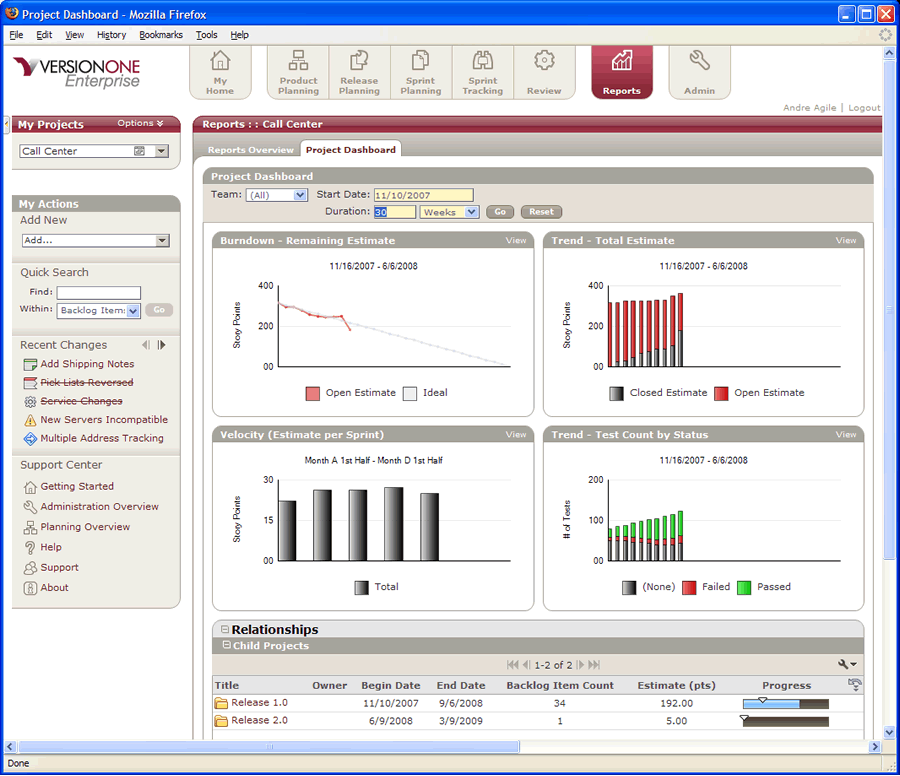 Project Dashboard - Mozilla Firefox
File Edit View History Bookmarks Tools Help
VERSIONONE
Enterprise
My
Home
Product
Planning
Release
Planning
Sprint
Planning
Sprint
Tracking
Review
Reports
Admin
Andre Agile | Logout
My Projects Options
Call Center
Reports : : Call Center
Reports Overview Project Dashboard
My Actions
Add New
Add...
Quick Search
Find:
Within: Backlog Item: Go
Recent Changes
Add Shipping Notes
Pick Lists Reversed
Service Changes
New Servers Incompatible
Multiple Address Tracking
Support Center
Getting Started
Administration Overview
Planning Overview
Help
Support
About
Project Dashboard
Team: (All) Start Date: 11/10/2007
Duration: 30 Weeks Go Reset
Burndown - Remaining Estimate View
11/16/2007 - 6/6/2008
Story Points
400
200
00
Open Estimate Ideal
Trend - Total Estimate View
11/16/2007 - 6/6/2008
Story Points
400
200
00
Closed Estimate Open Estimate
Velocity (Estimate per Sprint) View
Month A 1st Half - Month D 1st Half
Story Points
30
15
00
Total
Trend - Test Count by Status View
11/16/2007 - 6/6/2008
# of Tests
200
100
00
(None) Failed Passed
Relationships
Child Projects
1-2 of 2
Title Owner Begin Date End Date Backlog Item Count Estimate (pts) Progress
Release 1.0 11/10/2007 9/6/2008 34 192.00
Release 2.0 6/9/2008 3/9/2009 1 5.00
Done